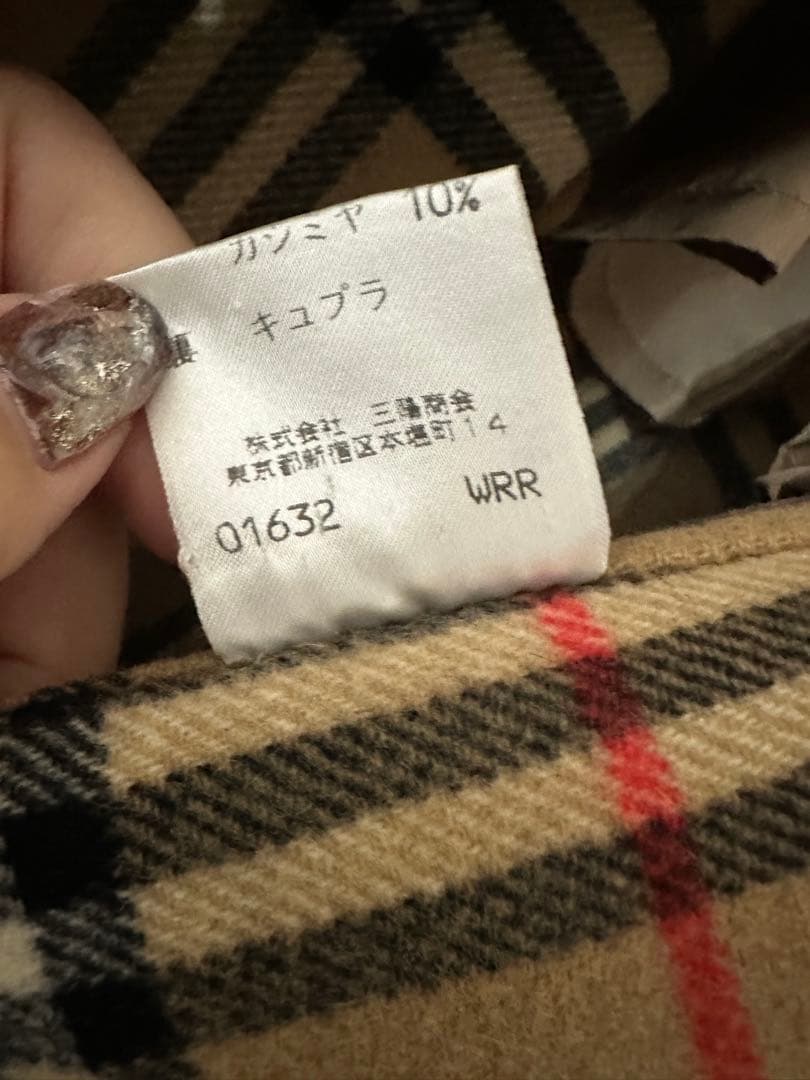 カシミヤ 10%
裏 キュプラ
株式会社 三陽商会
東京都新宿区本塩町14
01632 WRR